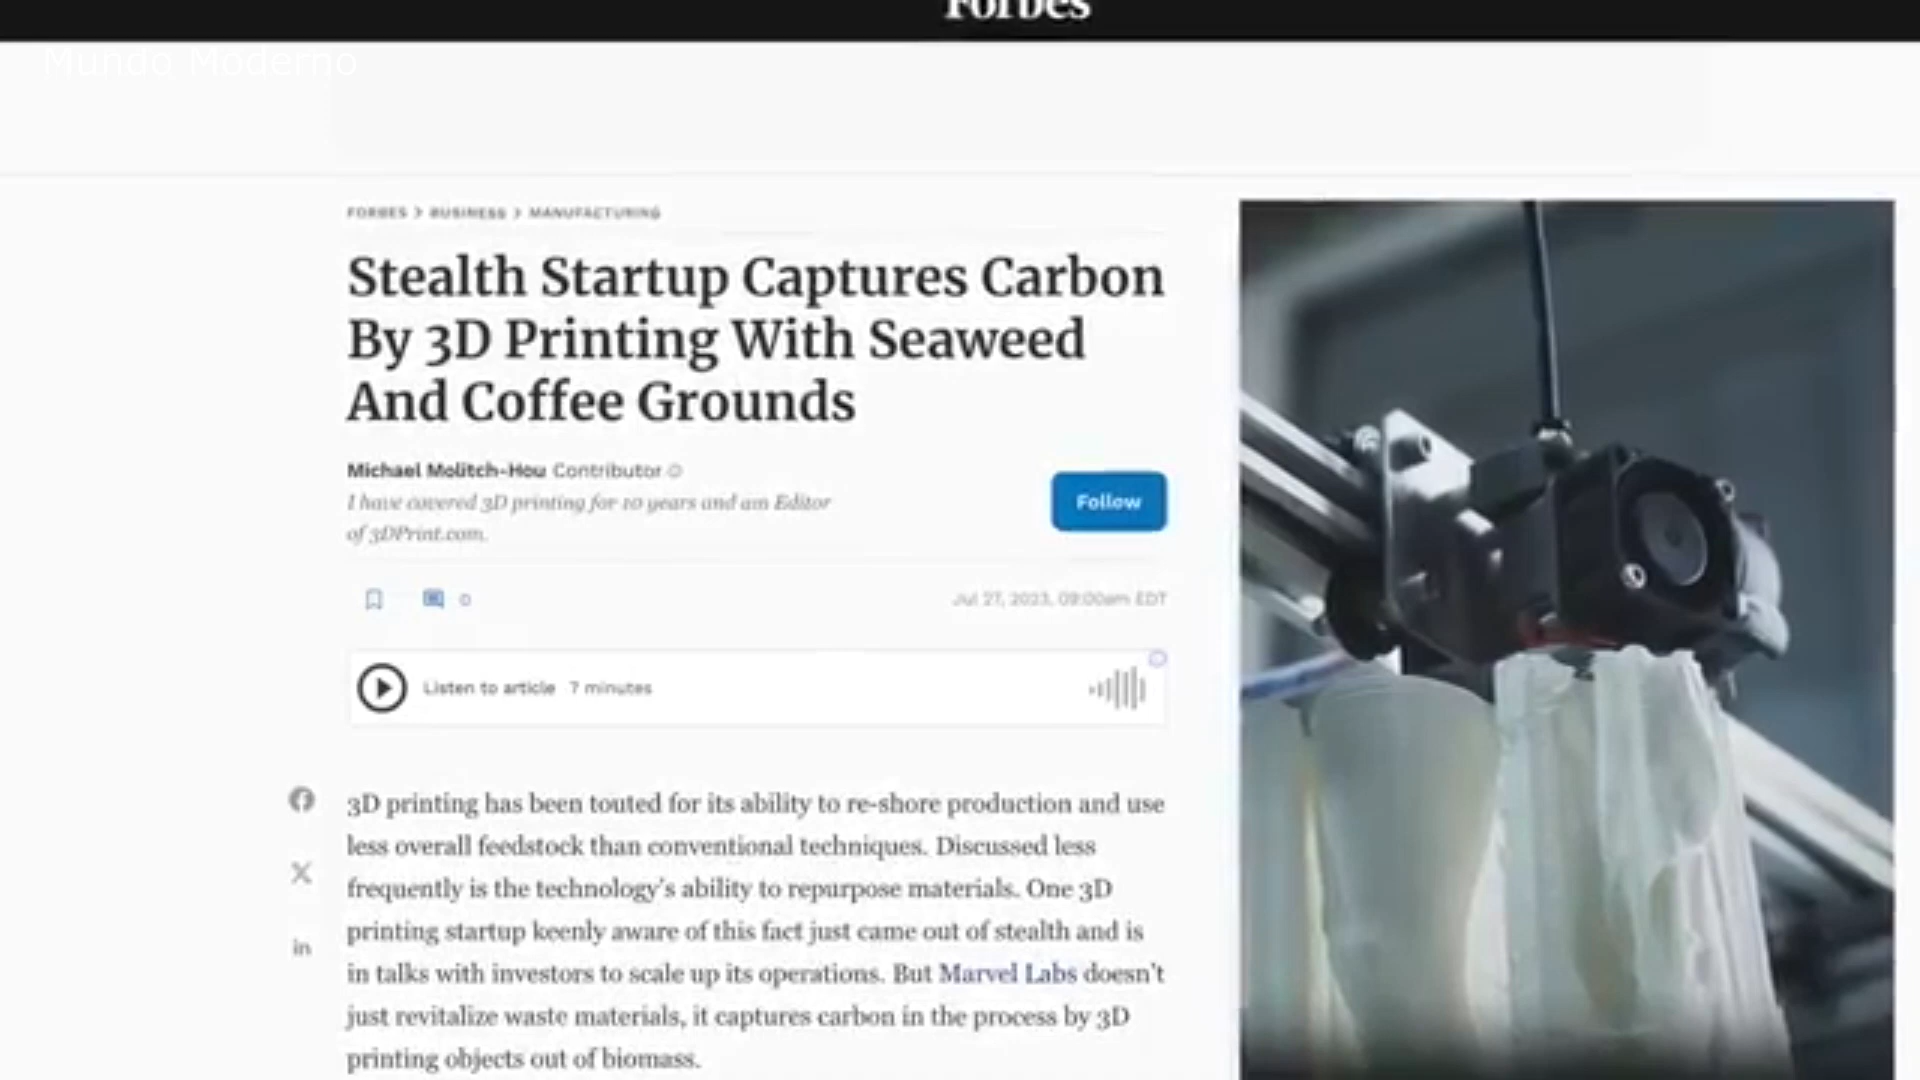 Forbes
Mundo Moderno
FORBES > BUSINESS > MANUFACTURING
Stealth Startup Captures Carbon
By 3D Printing With Seaweed
And Coffee Grounds
Michael Molitch-Hou Contributor
I have covered 3D printing for 10 years and am Editor
of 3DPrint.com.
Follow
0
Jul 27, 2023, 09:00am EDT
Listen to article 7 minutes
3D printing has been touted for its ability to re-shore production and use
less overall feedstock than conventional techniques. Discussed less
frequently is the technology's ability to repurpose materials. One 3D
printing startup keenly aware of this fact just came out of stealth and is
in talks with investors to scale up its operations. But Marvel Labs doesn't
just revitalize waste materials, it captures carbon in the process by 3D
printing objects out of biomass.